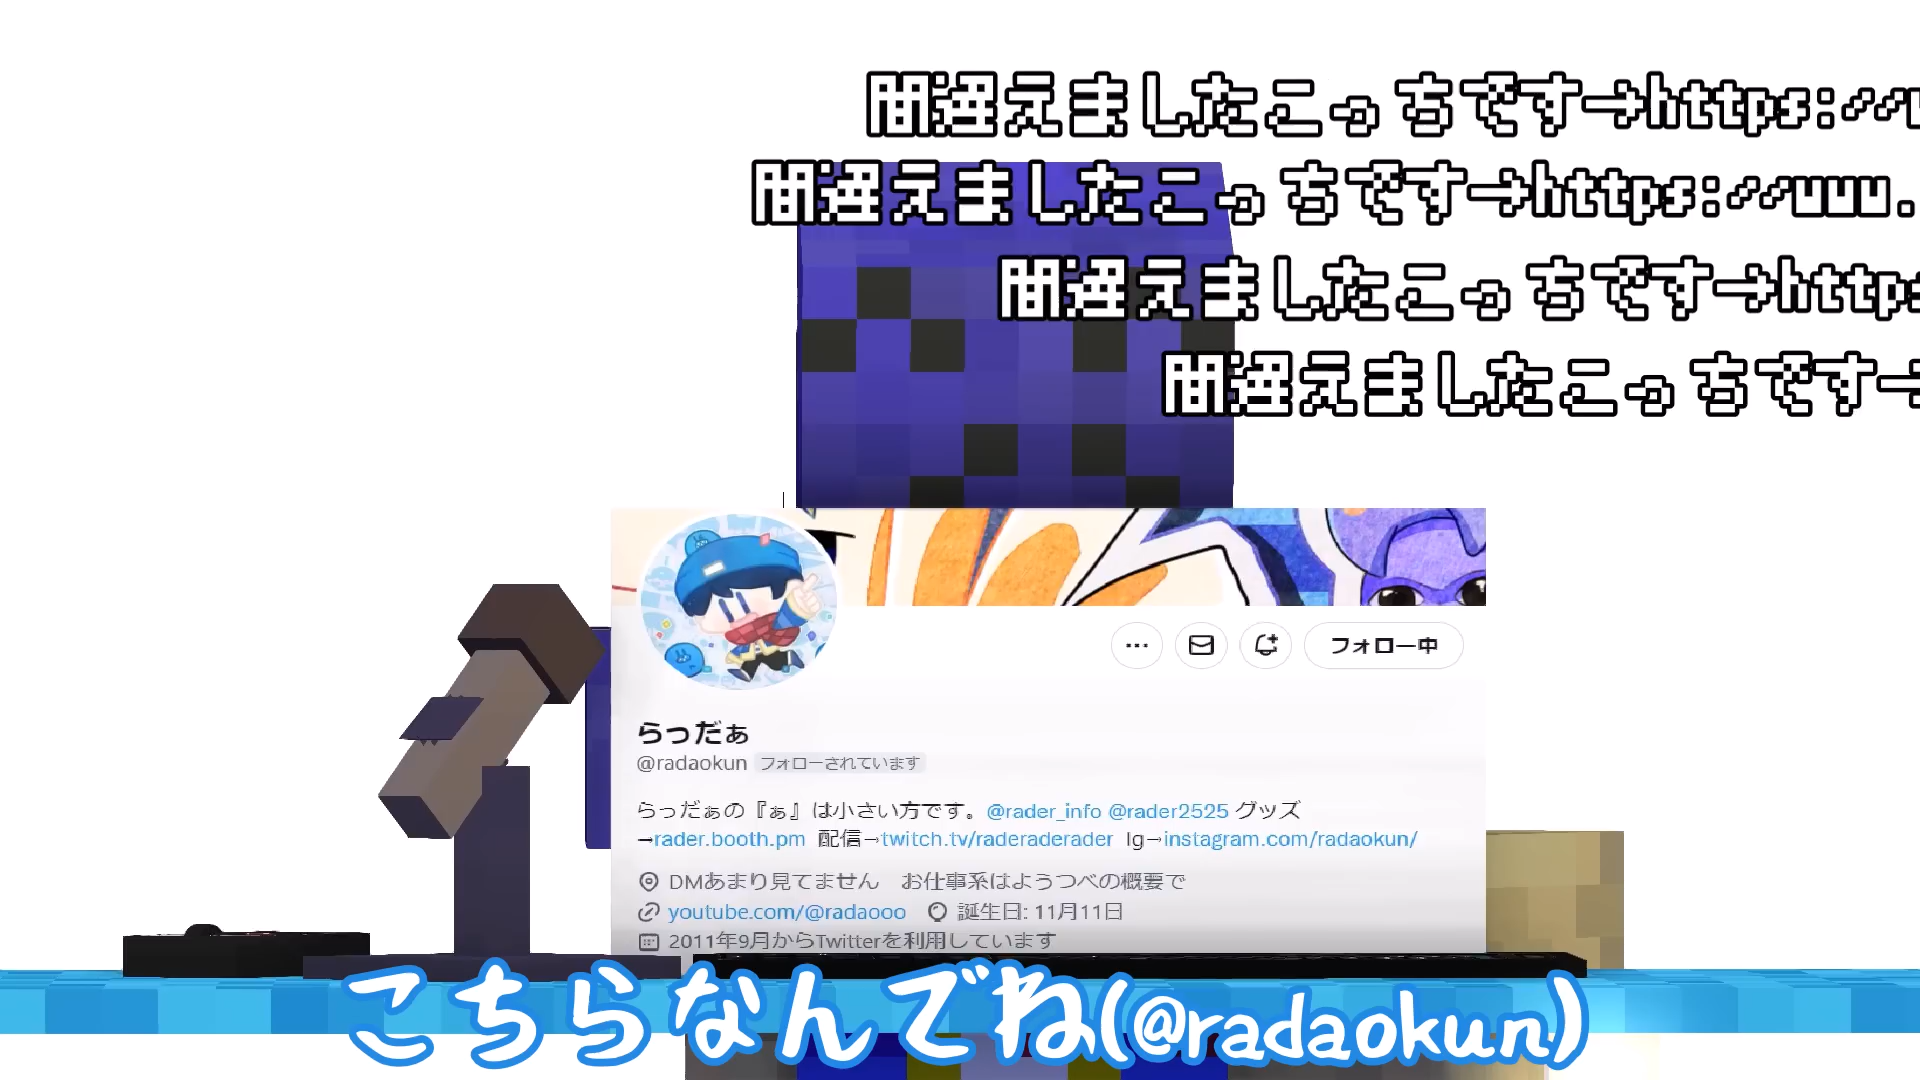 間違えましたこっちです→https://w
間違えましたこっちです→https://www.
間違えましたこっちです→https
間違えましたこっちです→
フォロー中
らっだぁ
@radaokun フォローされています
らっだぁの『ぁ』は小さい方です。@rader_info @rader2525 グッズ
→rader.booth.pm 配信→twitch.tv/raderaderader Ig→instagram.com/radaokun/
DMあまり見てません　お仕事系はようつべの概要で
youtube.com/@radaooo 誕生日: 11月11日
2011年9月からTwitterを利用しています
こちらなんでね(@radaokun)